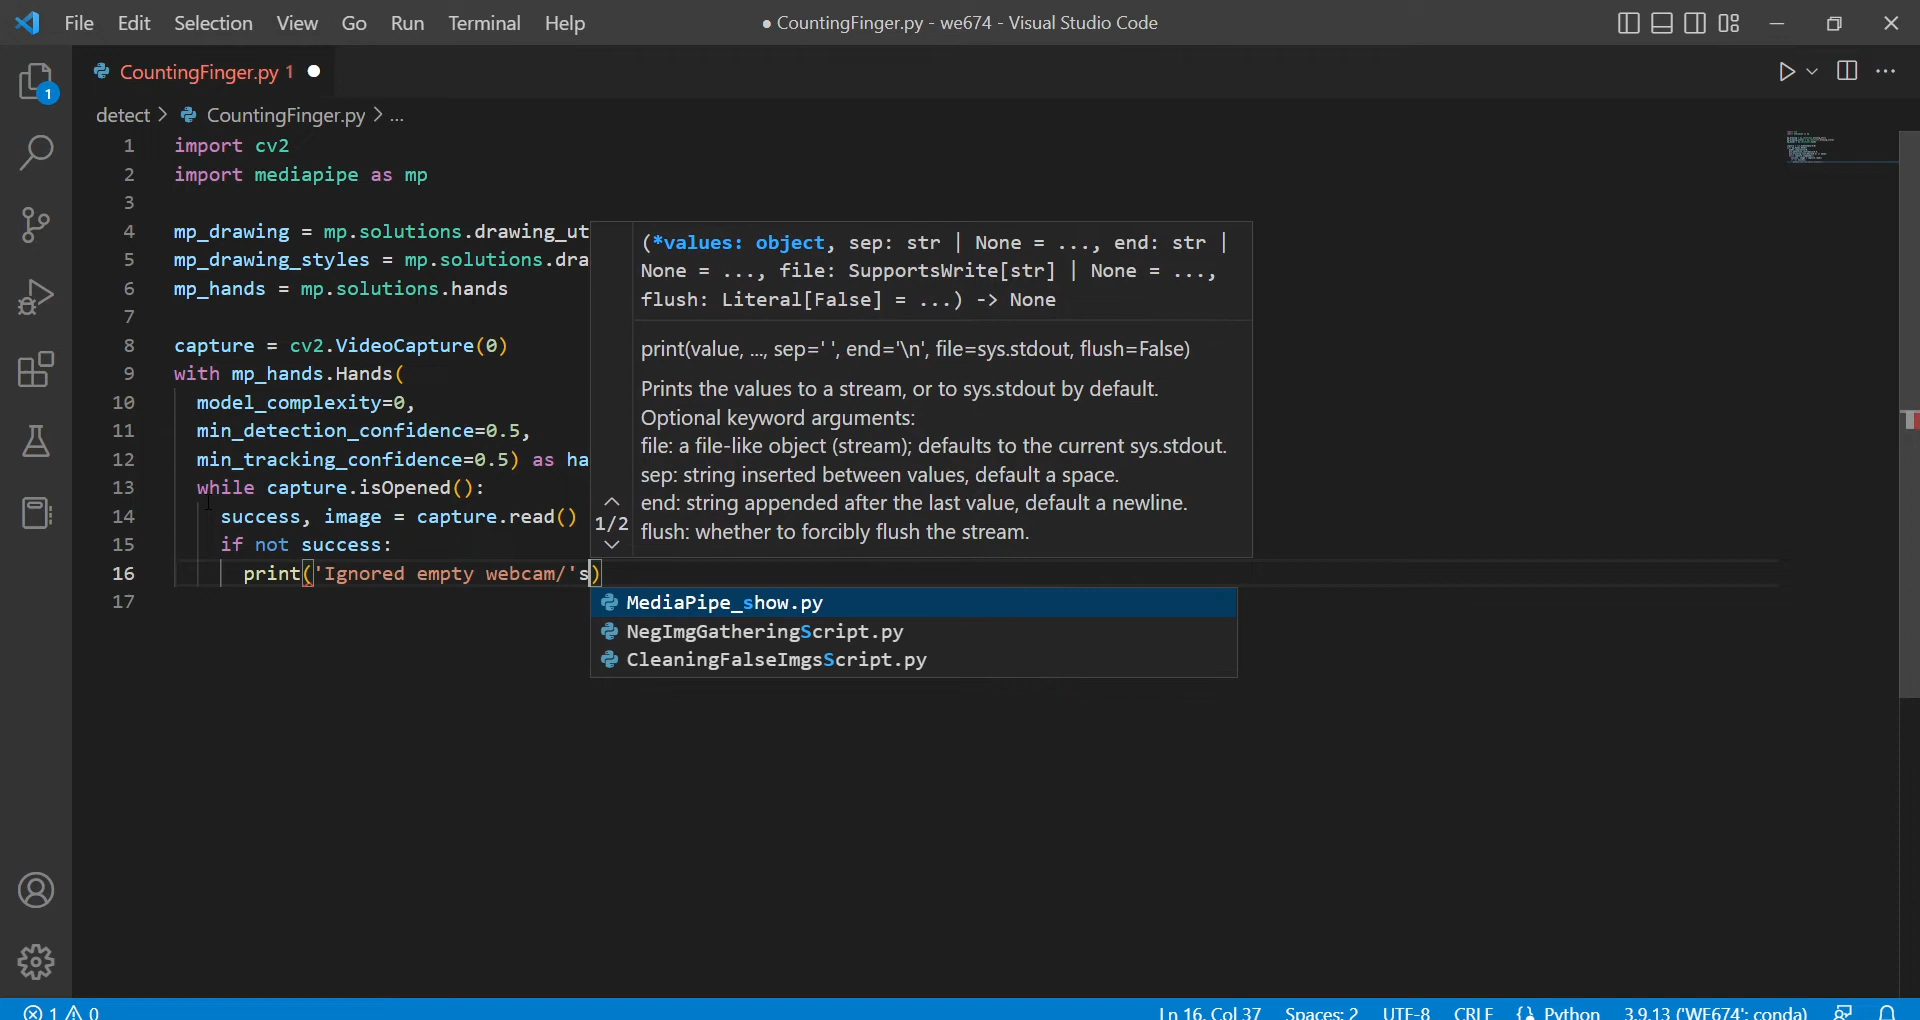 File Edit Selection View Go Run Terminal Help ● CountingFinger.py - we674 - Visual Studio Code
CountingFinger.py 1 ●
1
detect > CountingFinger.py > ...
1 import cv2
2 import mediapipe as mp
3
4 mp_drawing = mp.solutions.drawing_ut
5 mp_drawing_styles = mp.solutions.dra
6 mp_hands = mp.solutions.hands
7
8 capture = cv2.VideoCapture(0)
9 with mp_hands.Hands(
10 model_complexity=0,
11 min_detection_confidence=0.5,
12 min_tracking_confidence=0.5) as ha
13 while capture.isOpened():
14 success, image = capture.read()
15 if not success:
16 print('Ignored empty webcam/'s)
17
(*values: object, sep: str | None = ..., end: str |
None = ..., file: SupportsWrite[str] | None = ...,
flush: Literal[False] = ...) -> None
print(value, ..., sep=' ', end='\n', file=sys.stdout, flush=False)
Prints the values to a stream, or to sys.stdout by default.
Optional keyword arguments:
file: a file-like object (stream); defaults to the current sys.stdout.
sep: string inserted between values, default a space.
end: string appended after the last value, default a newline.
1/2
flush: whether to forcibly flush the stream.
MediaPipe_show.py
NegImgGatheringScript.py
CleaningFalseImgsScript.py
1 0 Ln 16, Col 37 Spaces: 2 UTF-8 CRLF {} Python 3.9.13 ('WE674': conda)